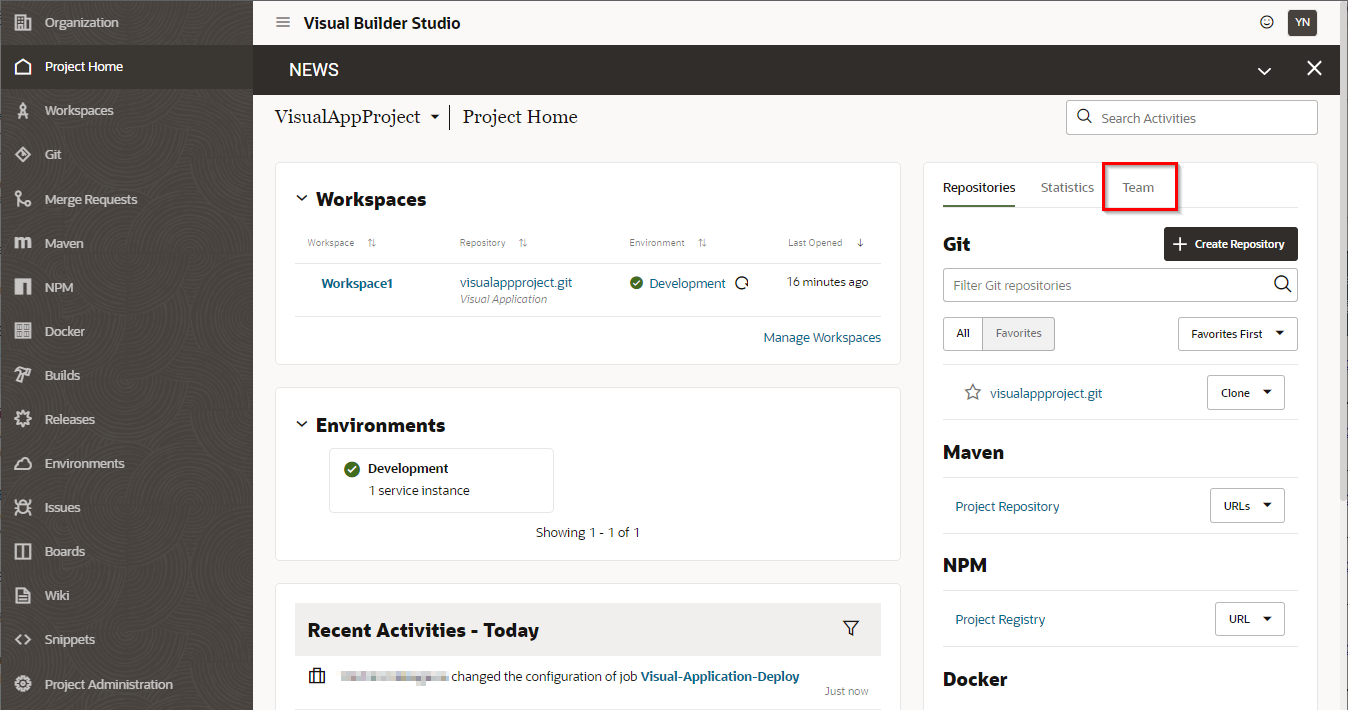 Organization
Project Home
Workspaces
Git
Merge Requests
Maven
NPM
Docker
Builds
Releases
Environments
Issues
Boards
Wiki
Snippets
Project Administration
Visual Builder Studio
YN
NEWS
VisualAppProject
Project Home
Search Activities
Workspaces
Workspace Repository Environment Last Opened
Workspace1 visualappproject.git Development 16 minutes ago
Visual Application
Manage Workspaces
Environments
Development
1 service instance
Showing 1 - 1 of 1
Recent Activities - Today
changed the configuration of job Visual-Application-Deploy
Just now
Repositories Statistics Team
Git
Create Repository
Filter Git repositories
All Favorites Favorites First
visualappproject.git Clone
Maven
Project Repository URLs
NPM
Project Registry URL
Docker